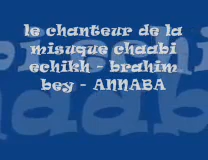 le chanteur de la
misuque chaabi
echikh - brahim
bey - ANNABA